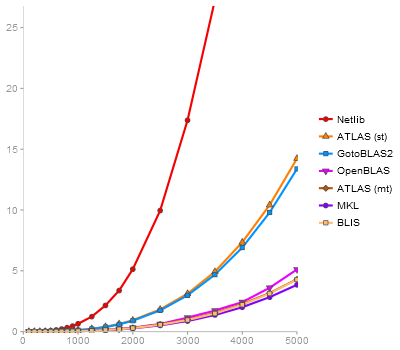 25
20
15
10
5
0
0 1000 2000 3000 4000 5000
Netlib
ATLAS (st)
GotoBLAS2
OpenBLAS
ATLAS (mt)
MKL
BLIS